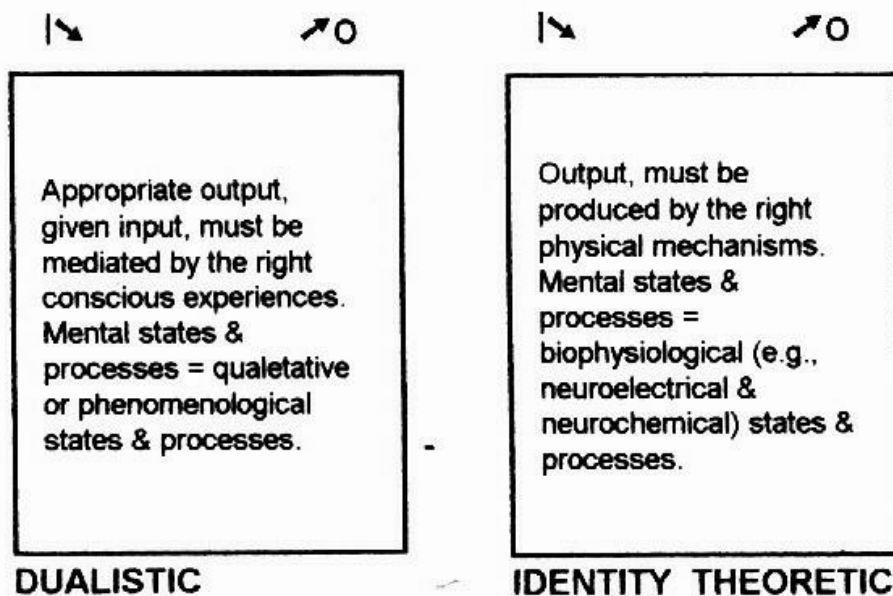 I↘ ↗O
Appropriate output,
given input, must be
mediated by the right
conscious experiences.
Mental states &
processes = qualetative
or phenomenological
states & processes.
DUALISTIC
I↘ ↗O
Output, must be
produced by the right
physical mechanisms.
Mental states &
processes =
biophysiological (e.g.,
neuroelectrical &
neurochemical) states &
processes.
IDENTITY THEORETIC